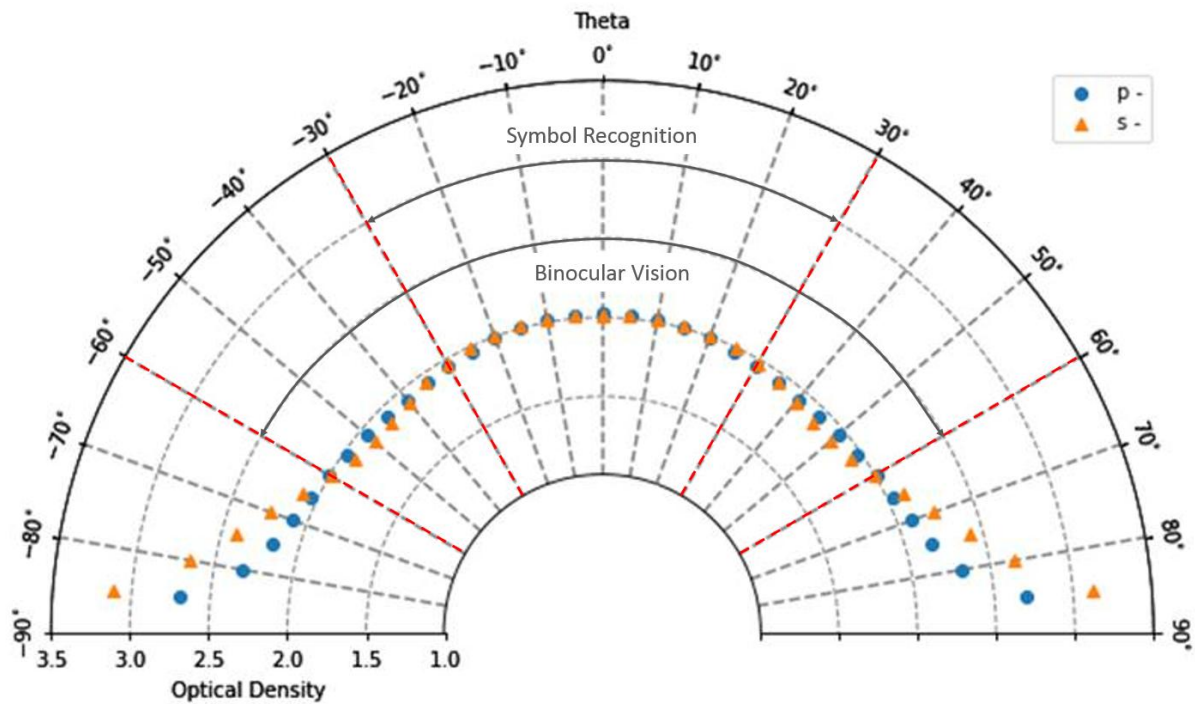 Theta
0°
−10°
10°
−20°
20°
−30°
30°
−40°
40°
−50°
50°
−60°
60°
−70°
70°
−80°
80°
−90°
90°
p -
s -
Symbol Recognition
Binocular Vision
3.5 3.0 2.5 2.0 1.5 1.0
Optical Density